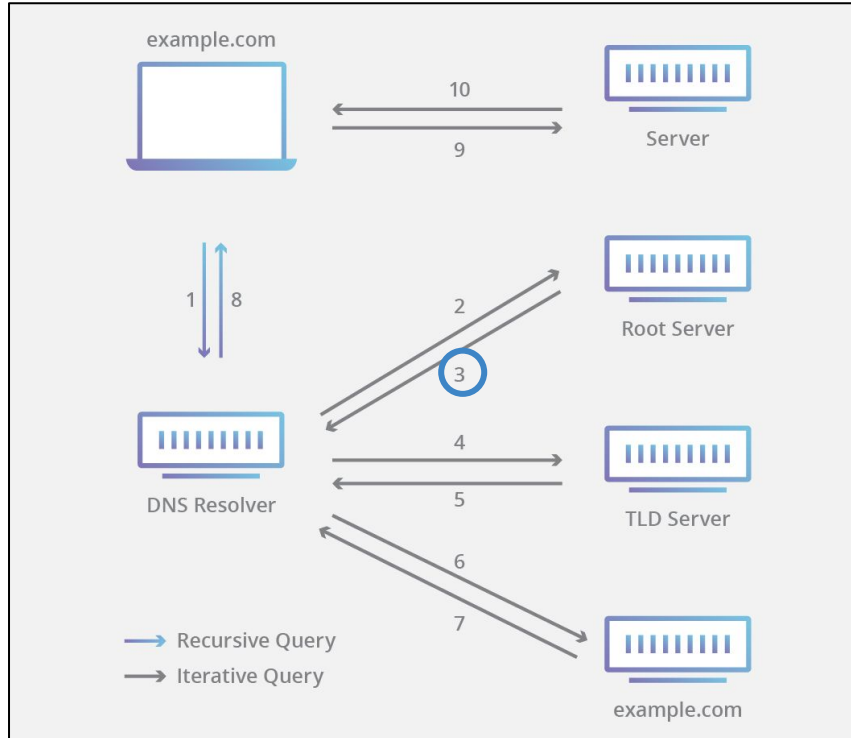 example.com
10
9
Server
1
8
2
Root Server
3
4
DNS Resolver
5
TLD Server
6
7
Recursive Query
Iterative Query
example.com